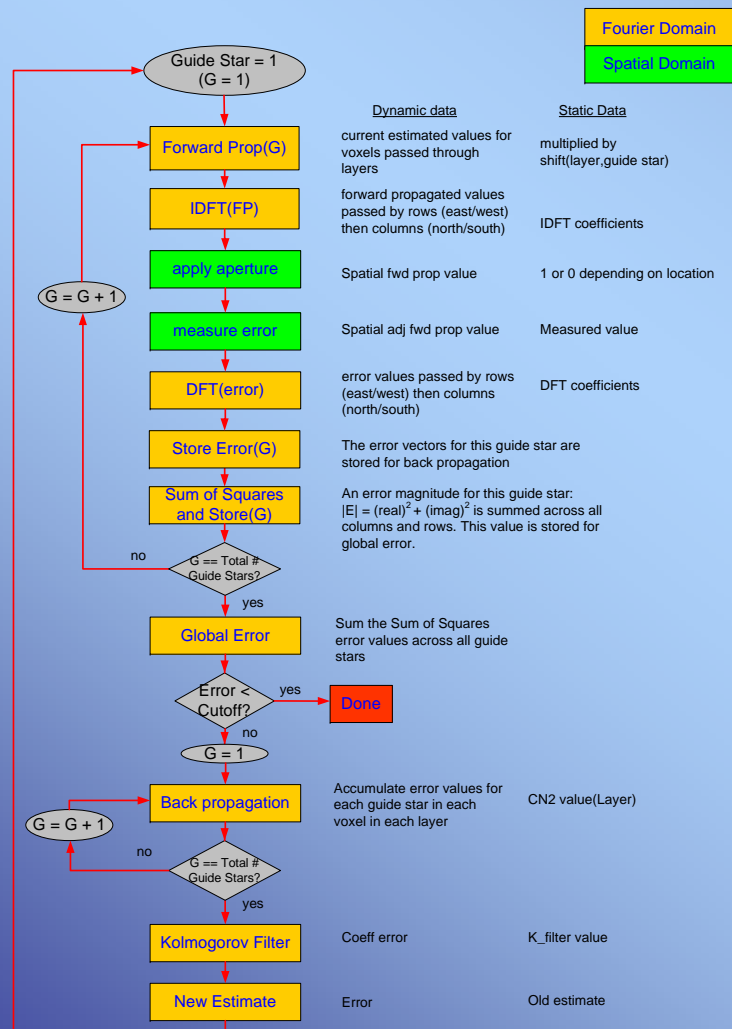 Fourier Domain
Spatial Domain
Guide Star = 1
(G = 1)
Dynamic data
Static Data
Forward Prop(G)
current estimated values for
voxels passed through
layers
multiplied by
shift(layer,guide star)
IDFT(FP)
forward propagated values
passed by rows (east/west)
then columns (north/south)
IDFT coefficients
apply aperture
Spatial fwd prop value
1 or 0 depending on location
G = G + 1
measure error
Spatial adj fwd prop value
Measured value
DFT(error)
error values passed by rows
(east/west) then columns
(north/south)
DFT coefficients
Store Error(G)
The error vectors for this guide star are
stored for back propagation
Sum of Squares
and Store(G)
An error magnitude for this guide star:
|E| = (real)² + (imag)² is summed across all
columns and rows. This value is stored for
global error.
no
G == Total #
Guide Stars?
yes
Global Error
Sum the Sum of Squares
error values across all guide
stars
Error <
Cutoff?
yes
Done
no
G = 1
Back propagation
Accumulate error values for
each guide star in each
voxel in each layer
CN2 value(Layer)
G = G + 1
no
G == Total #
Guide Stars?
yes
Kolmogorov Filter
Coeff error
K_filter value
New Estimate
Error
Old estimate